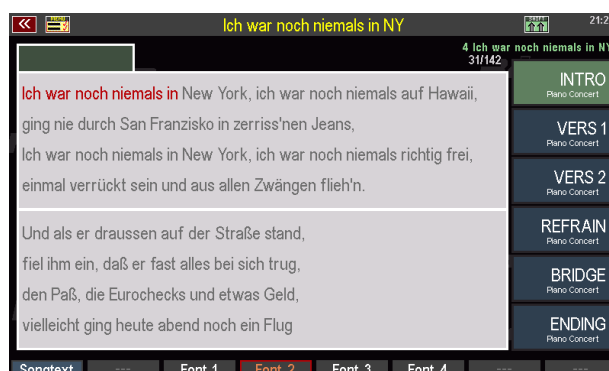 MENU
Ich war noch niemals in NY
SHIFT
21:2
4 Ich war noch niemals in NY
31/142
Ich war noch niemals in New York, ich war noch niemals auf Hawaii,
ging nie durch San Franzisko in zerriss'nen Jeans,
Ich war noch niemals in New York, ich war noch niemals richtig frei,
einmal verrückt sein und aus allen Zwängen flieh'n.
Und als er draussen auf der Straße stand,
fiel ihm ein, daß er fast alles bei sich trug,
den Paß, die Eurochecks und etwas Geld,
vielleicht ging heute abend noch ein Flug
INTRO
Piano Concert
VERS 1
Piano Concert
VERS 2
Piano Concert
REFRAIN
Piano Concert
BRIDGE
Piano Concert
ENDING
Piano Concert
Songtext --- Font 1 Font 2 Font 3 Font 4 --- ---